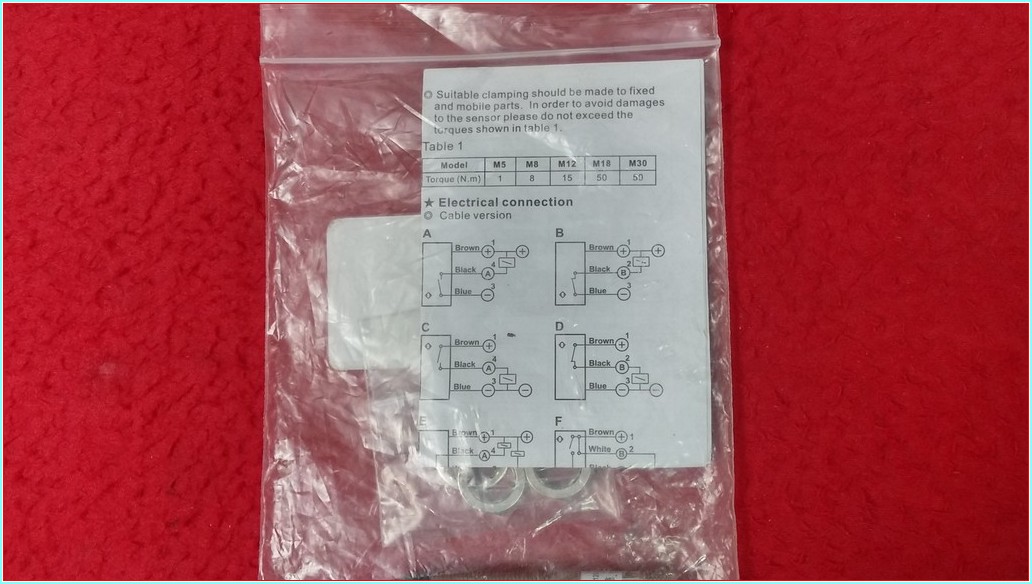 Suitable clamping should be made to fixed
and mobile parts. In order to avoid damages
to the sensor please do not exceed the
torques shown in table 1.
Table 1
Model M5 M8 M12 M18 M30
Torque (N.m) 1 8 15 50 50
★ Electrical connection
Cable version
A
Brown 1
4
Black A
3
Blue
B
Brown 1
2
Black B
3
Blue
C
Brown 1
4
Black A
3
Blue
D
Brown 1
2
Black B
3
Blue
E
Brown 1
Black A 4
F
Brown 1
White B 2
Black